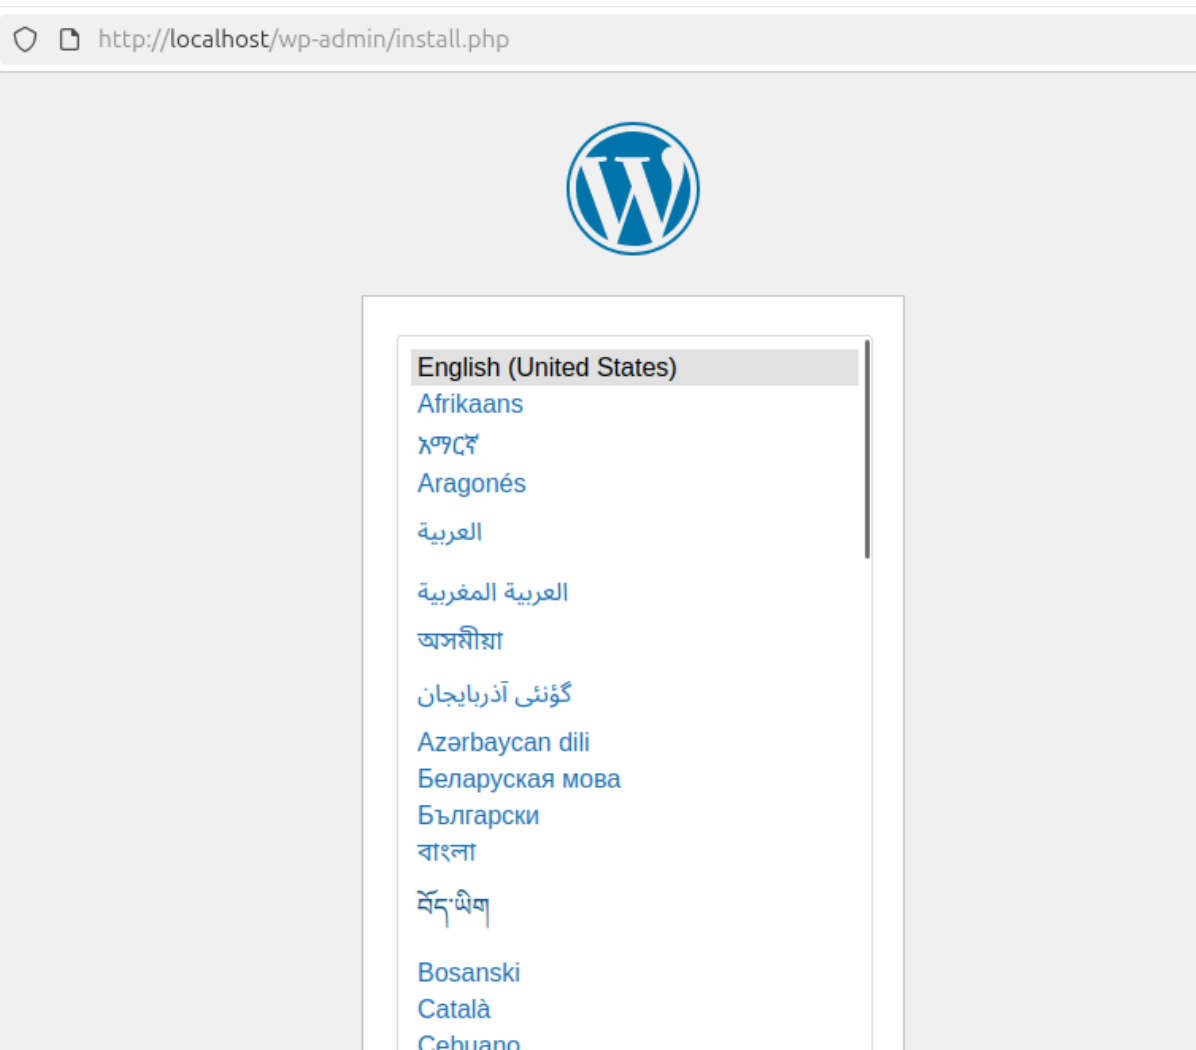 http://localhost/wp-admin/install.php
English (United States)
Afrikaans
አማርኛ
Aragonés
العربية
العربية المغربية
অসমীয়া
گؤنئی آذربایجان
Azərbaycan dili
Беларуская мова
Български
বাংলা
བོད་ཡིག
Bosanski
Català
Cebuano